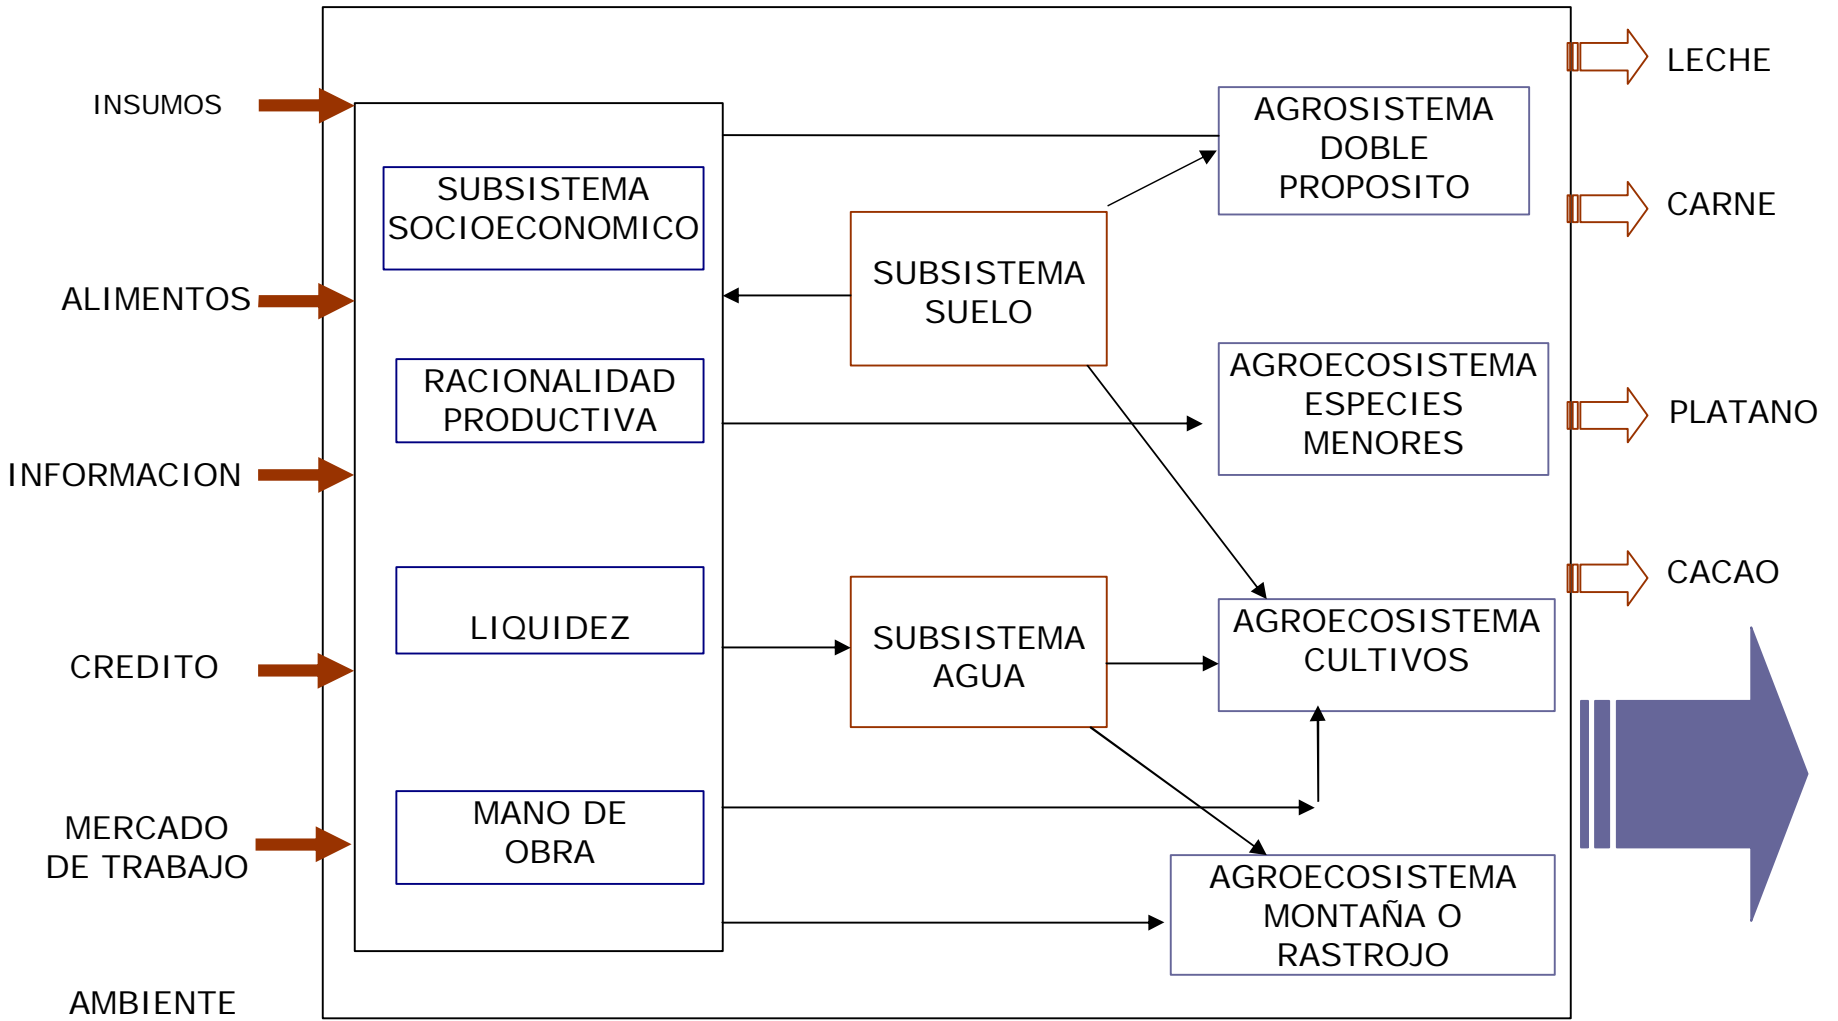 INSUMOS
ALIMENTOS
INFORMACION
CREDITO
MERCADO
DE TRABAJO
AMBIENTE
SUBSISTEMA
SOCIOECONOMICO
RACIONALIDAD
PRODUCTIVA
LIQUIDEZ
MANO DE
OBRA
SUBSISTEMA
SUELO
SUBSISTEMA
AGUA
AGROSISTEMA
DOBLE
PROPOSITO
AGROECOSISTEMA
ESPECIES
MENORES
AGROECOSISTEMA
CULTIVOS
AGROECOSISTEMA
MONTAÑA O
RASTROJO
LECHE
CARNE
PLATANO
CACAO